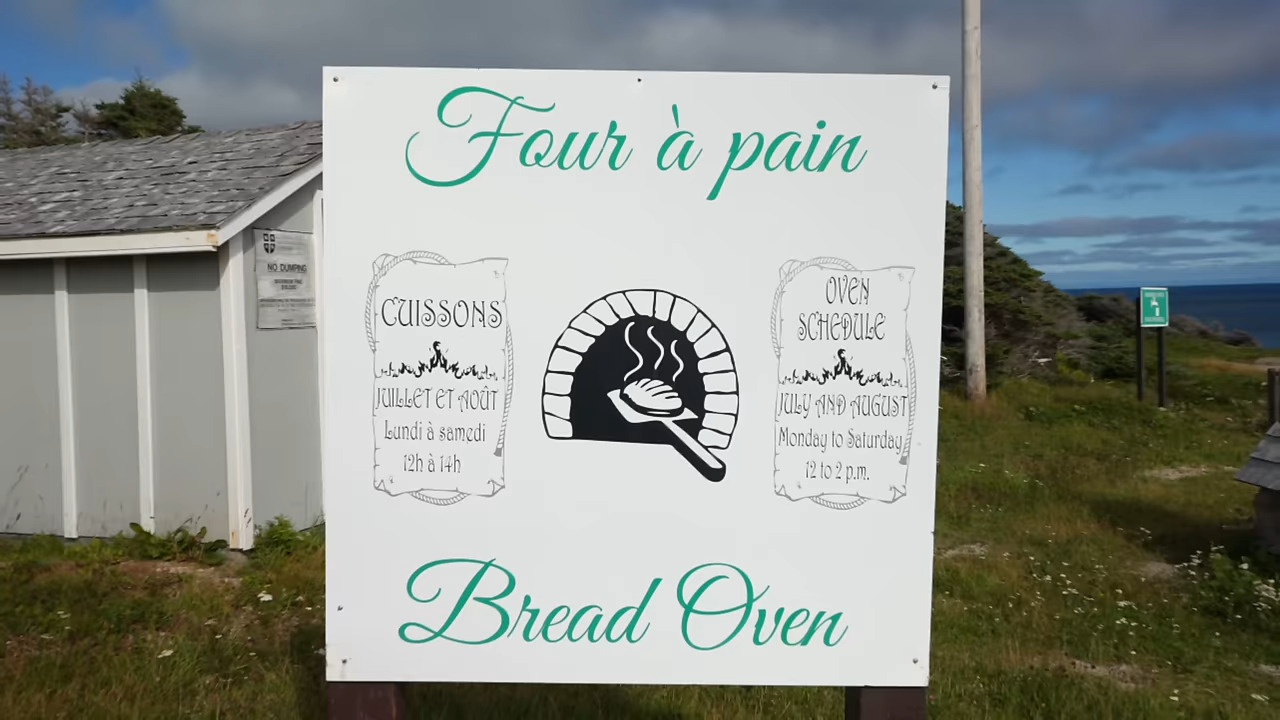 Four à pain
CUISSONS
JUILLET ET AOÛT
Lundi à samedi
12h à 14h
OVEN
SCHEDULE
JULY AND AUGUST
Monday to Saturday
12 to 2 p.m.
Bread Oven
NO DUMPING